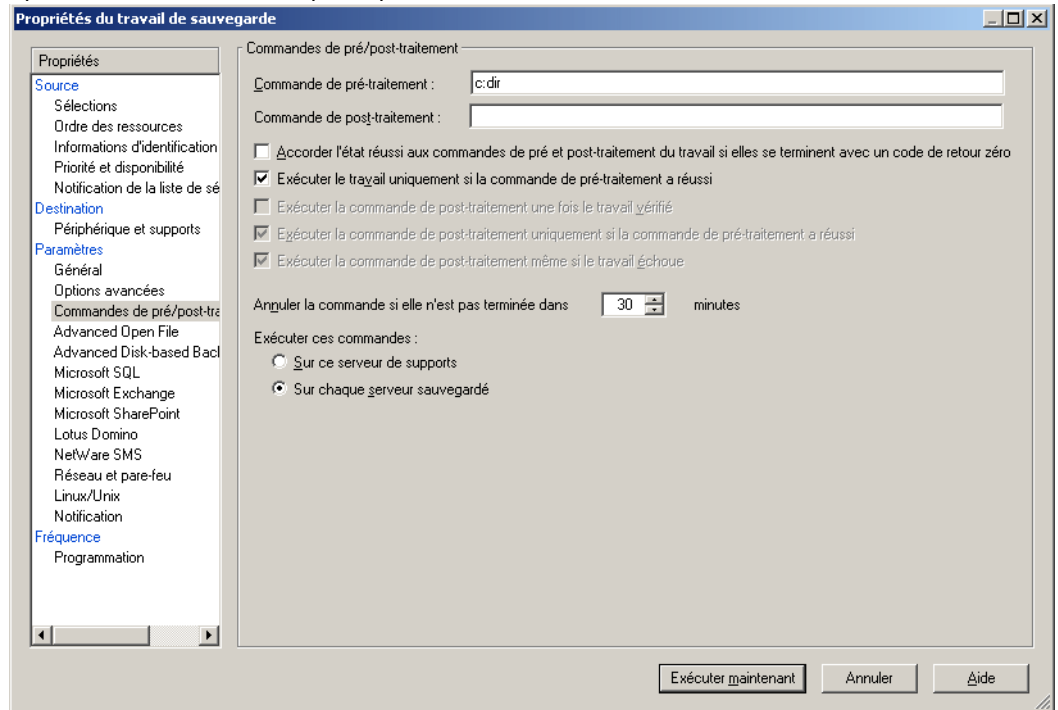 Propriétés du travail de sauvegarde
Propriétés
Source
Sélections
Ordre des ressources
Informations d'identification
Priorité et disponibilité
Notification de la liste de sé
Destination
Périphérique et supports
Paramètres
Général
Options avancées
Commandes de pré/post-tra
Advanced Open File
Advanced Disk-based Bacl
Microsoft SQL
Microsoft Exchange
Microsoft SharePoint
Lotus Domino
NetWare SMS
Réseau et pare-feu
Linux/Unix
Notification
Fréquence
Programmation
Commandes de pré/post-traitement
Commande de pré-traitement : c:dir
Commande de post-traitement :
Accorder l'état réussi aux commandes de pré et post-traitement du travail si elles se terminent avec un code de retour zéro
Exécuter le travail uniquement si la commande de pré-traitement a réussi
Exécuter la commande de post-traitement une fois le travail vérifié
Exécuter la commande de post-traitement uniquement si la commande de pré-traitement a réussi
Exécuter la commande de post-traitement même si le travail échoue
Annuler la commande si elle n'est pas terminée dans 30 minutes
Exécuter ces commandes :
Sur ce serveur de supports
Sur chaque serveur sauvegardé
Exécuter maintenant Annuler Aide